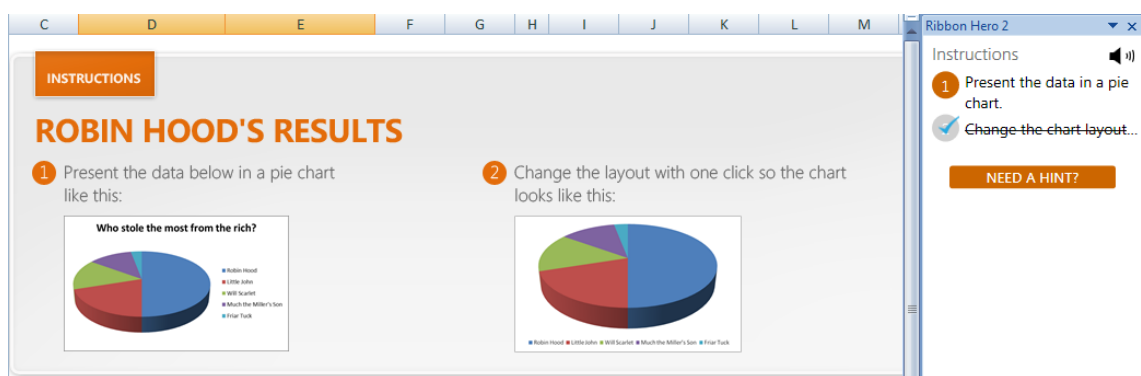 C D E F G H I J K L M
Ribbon Hero 2
INSTRUCTIONS
ROBIN HOOD'S RESULTS
1 Present the data below in a pie chart
like this:
Who stole the most from the rich?
Robin Hood
Little John
Will Scarlet
Much the Miller's Son
Friar Tuck
2 Change the layout with one click so the chart
looks like this:
Robin Hood Little John Will Scarlet Much the Miller's Son Friar Tuck
Instructions
1 Present the data in a pie
chart.
Change the chart layout...
NEED A HINT?